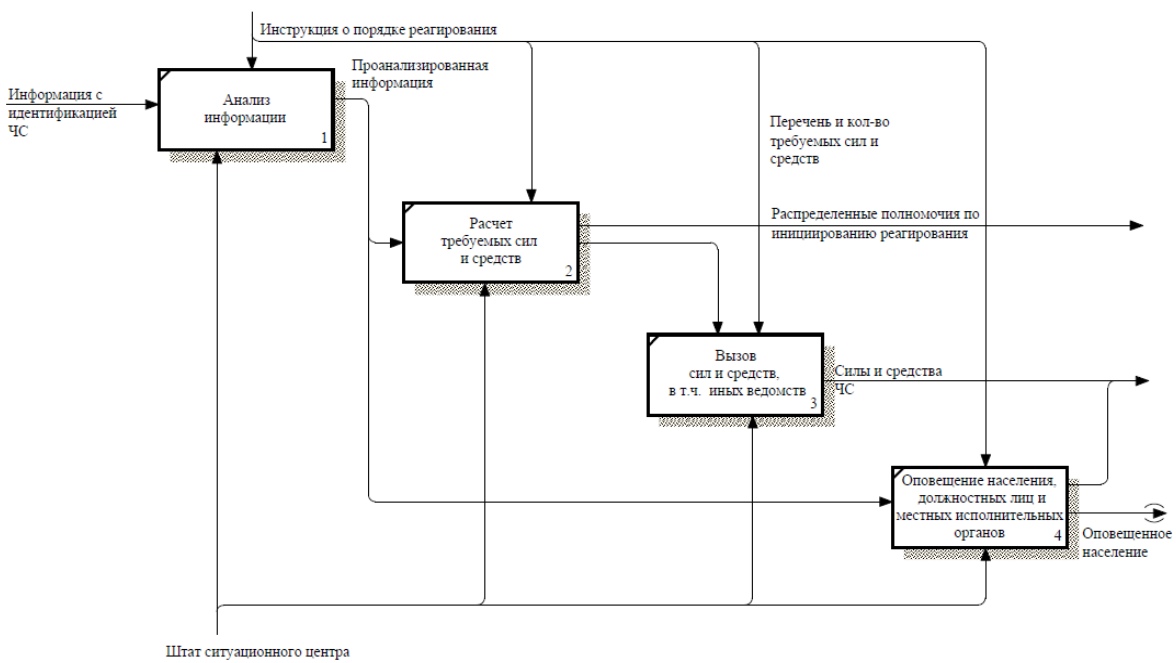 Инструкция о порядке реагирования
Проанализированная
информация
Информация с
идентификацией
ЧС
Анализ
информации
1
Перечень и кол-во
требуемых сил и
средств
Расчет
требуемых сил
и средств
2
Распределенные полномочия по
инициированию реагирования
Вызов
сил и средств,
в т.ч. иных ведомств
3
Силы и средства
ЧС
Оповещение населения,
должностных лиц и
местных исполнительных
органов
4
Оповещенное
население
Штат ситуационного центра